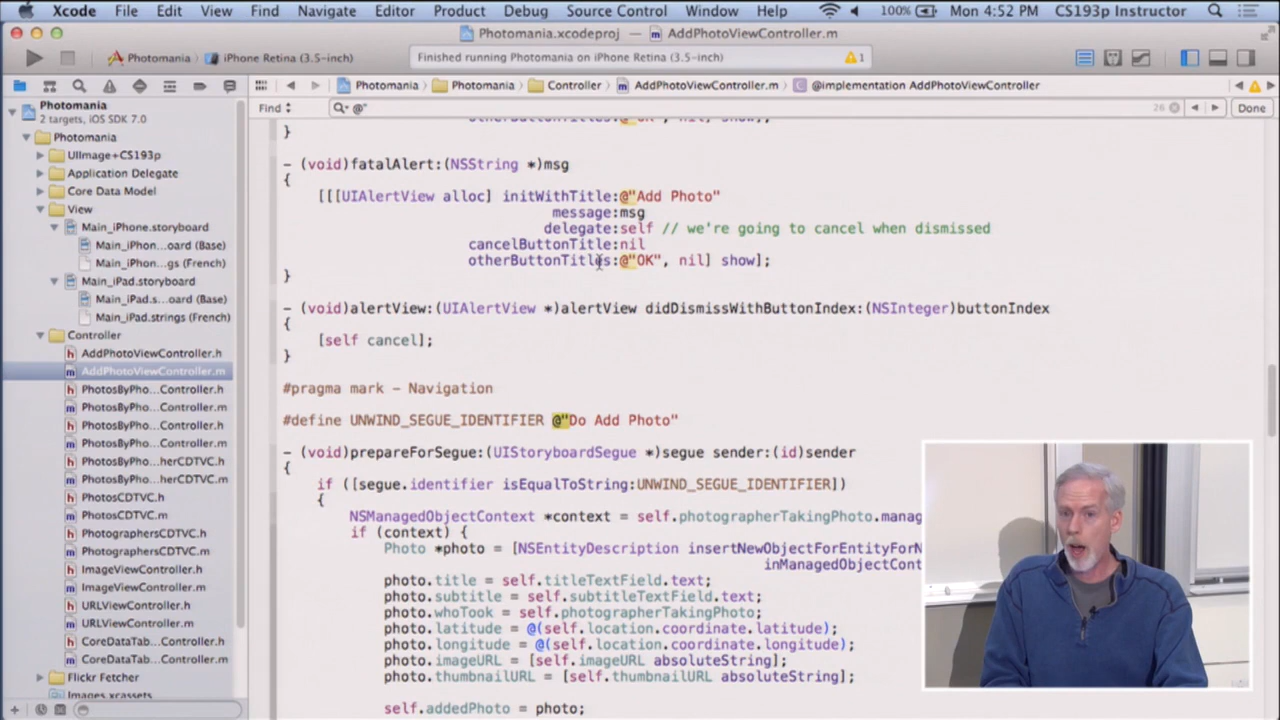 Xcode File Edit View Find Navigate Editor Product Debug Source Control Window Help 100% Mon 4:52 PM CS193p Instructor
Photomania.xcodeproj — AddPhotoViewController.m
Photomania iPhone Retina (3.5-inch) Finished running Photomania on iPhone Retina (3.5-inch) 1
Photomania Photomania Controller AddPhotoViewController.m @implementation AddPhotoViewController
Find @" 26 Done
Photomania
2 targets, iOS SDK 7.0
Photomania
UIImage+CS193p
Application Delegate
Core Data Model
View
Main_iPhone.storyboard
Main_iPhon...oard (Base)
Main_iPhon...gs (French)
Main_iPad.storyboard
Main_iPad.s...oard (Base)
Main_iPad.strings (French)
Controller
AddPhotoViewController.h
AddPhotoViewController.m
PhotosByPho...Controller.h
PhotosByPho...Controller.m
PhotosByPho...Controller.h
PhotosByPho...Controller.m
PhotosByPho...herCDTVC.h
PhotosByPho...herCDTVC.m
PhotosCDTVC.h
PhotosCDTVC.m
PhotographersCDTVC.h
PhotographersCDTVC.m
ImageViewController.h
ImageViewController.m
URLViewController.h
URLViewController.m
CoreDataTab...Controller.h
CoreDataTab...Controller.m
Flickr Fetcher
Images.xcassets
otherButtonTitles:@"OK", nil] show];
}
- (void)fatalAlert:(NSString *)msg
{
[[[UIAlertView alloc] initWithTitle:@"Add Photo"
message:msg
delegate:self // we're going to cancel when dismissed
cancelButtonTitle:nil
otherButtonTitles:@"OK", nil] show];
}
- (void)alertView:(UIAlertView *)alertView didDismissWithButtonIndex:(NSInteger)buttonIndex
{
[self cancel];
}
#pragma mark - Navigation
#define UNWIND_SEGUE_IDENTIFIER @"Do Add Photo"
- (void)prepareForSegue:(UIStoryboardSegue *)segue sender:(id)sender
{
if ([segue.identifier isEqualToString:UNWIND_SEGUE_IDENTIFIER])
{
NSManagedObjectContext *context = self.photographerTakingPhoto.manag
if (context) {
Photo *photo = [NSEntityDescription insertNewObjectForEntityForN
inManagedObjectCont
photo.title = self.titleTextField.text;
photo.subtitle = self.subtitleTextField.text;
photo.whoTook = self.photographerTakingPhoto;
photo.latitude = @(self.location.coordinate.latitude);
photo.longitude = @(self.location.coordinate.longitude);
photo.imageURL = [self.imageURL absoluteString];
photo.thumbnailURL = [self.thumbnailURL absoluteString];
self.addedPhoto = photo;